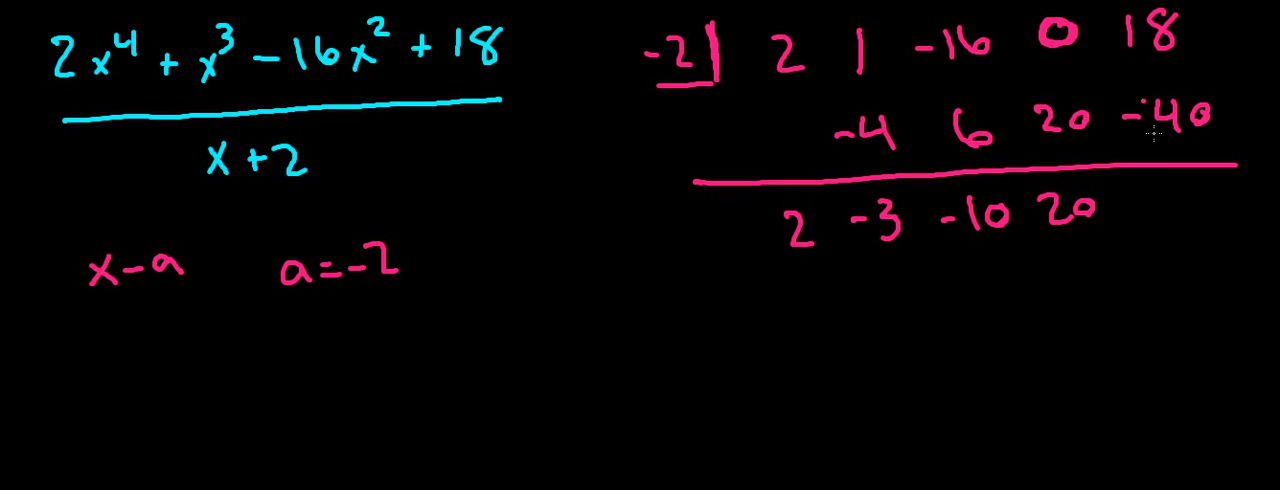 2x⁴ + x³ - 16x² + 18
x + 2
x - a a = -2
-2| 2 1 -16 0 18
-4 6 20 -40
2 -3 -10 20